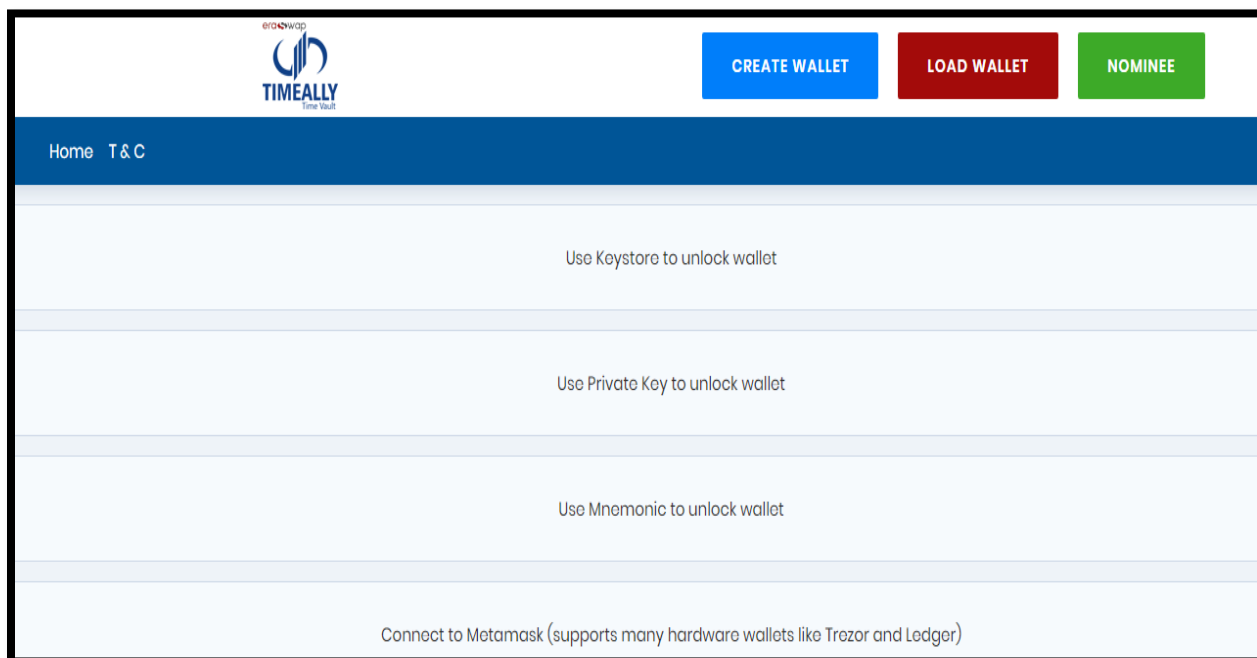 eraswap
TIMEALLY
Time Vault
CREATE WALLET
LOAD WALLET
NOMINEE
Home T & C
Use Keystore to unlock wallet
Use Private Key to unlock wallet
Use Mnemonic to unlock wallet
Connect to Metamask (supports many hardware wallets like Trezor and Ledger)